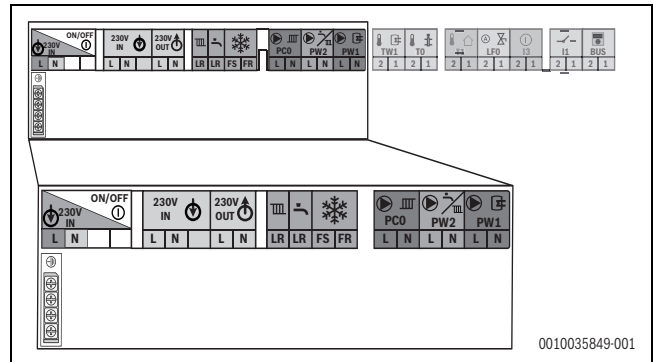 ON/OFF
230V IN
230V IN
230V OUT
PC0 PW2 PW1 TW1 T0 LF0 I3 I1 BUS
L N L N L N LR LR FS FR L N L N L N 2 1 2 1 2 1 2 1 2 1 2 1 2 1
ON/OFF
230V IN
230V IN
230V OUT
PC0 PW2 PW1
L N L N L N LR LR FS FR L N L N L N
0010035849-001